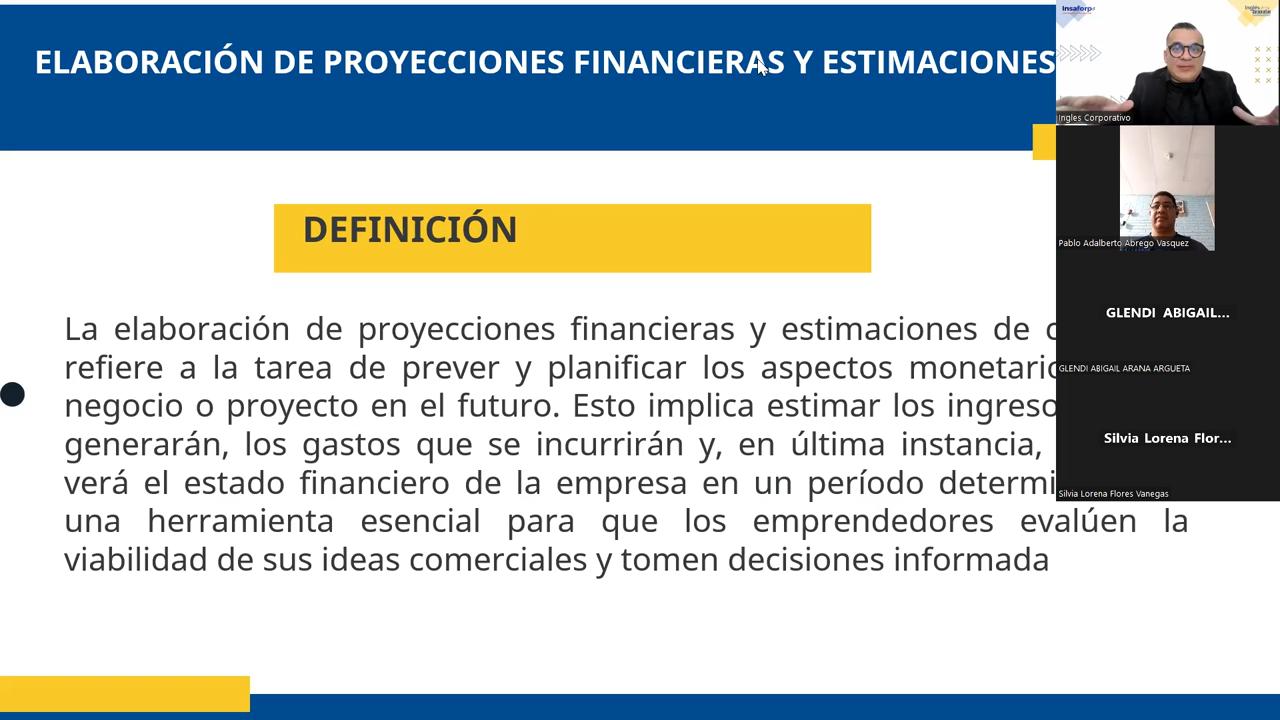 ELABORACIÓN DE PROYECCIONES FINANCIERAS Y ESTIMACIONES
DEFINICIÓN
La elaboración de proyecciones financieras y estimaciones de
refiere a la tarea de prever y planificar los aspectos
negocio o proyecto en el futuro. Esto implica estimar los
generarán, los gastos que se incurrirán y, en última instancia,
verá el estado financiero de la empresa en un período
una herramienta esencial para que los emprendedores evalúen la
viabilidad de sus ideas comerciales y tomen decisiones informada
Insaforp
Ingles Corporativo
Pablo Adalberto Abrego Vasquez
GLENDI ABIGAIL...
GLENDI ABIGAIL ARANA ARGUETA
Silvia Lorena Flor...
Silvia Lorena Flores Vanegas